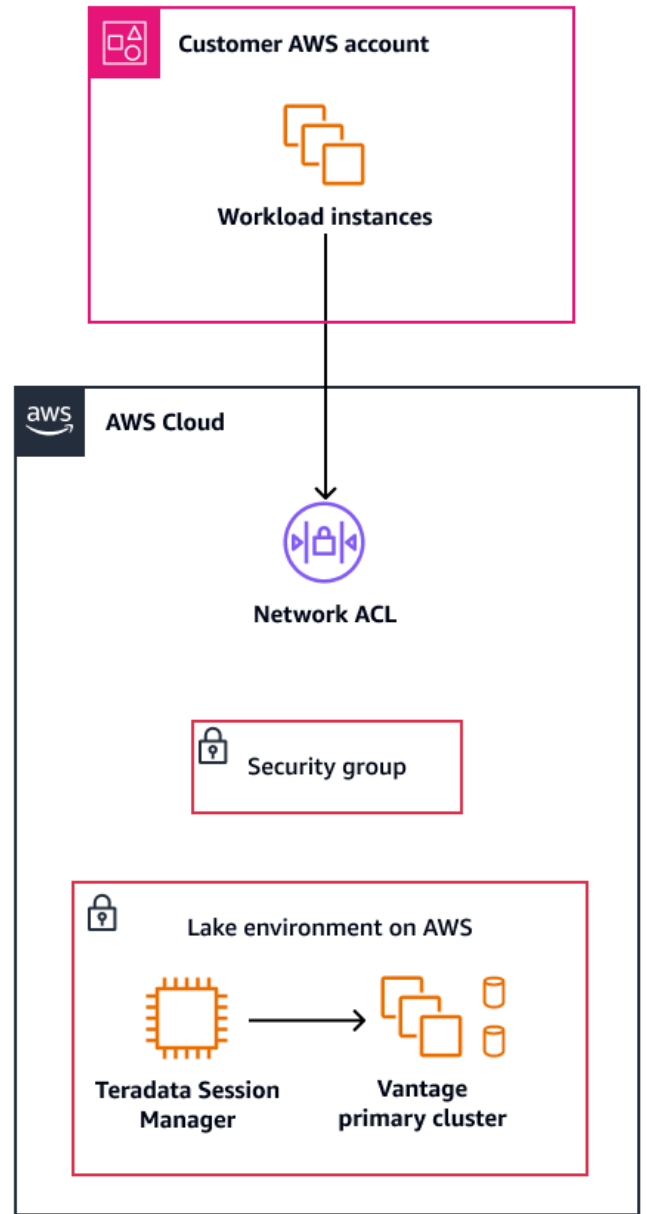 Customer AWS account
Workload instances
aws
AWS Cloud
Network ACL
Security group
Lake environment on AWS
Teradata Session
Manager
Vantage
primary cluster